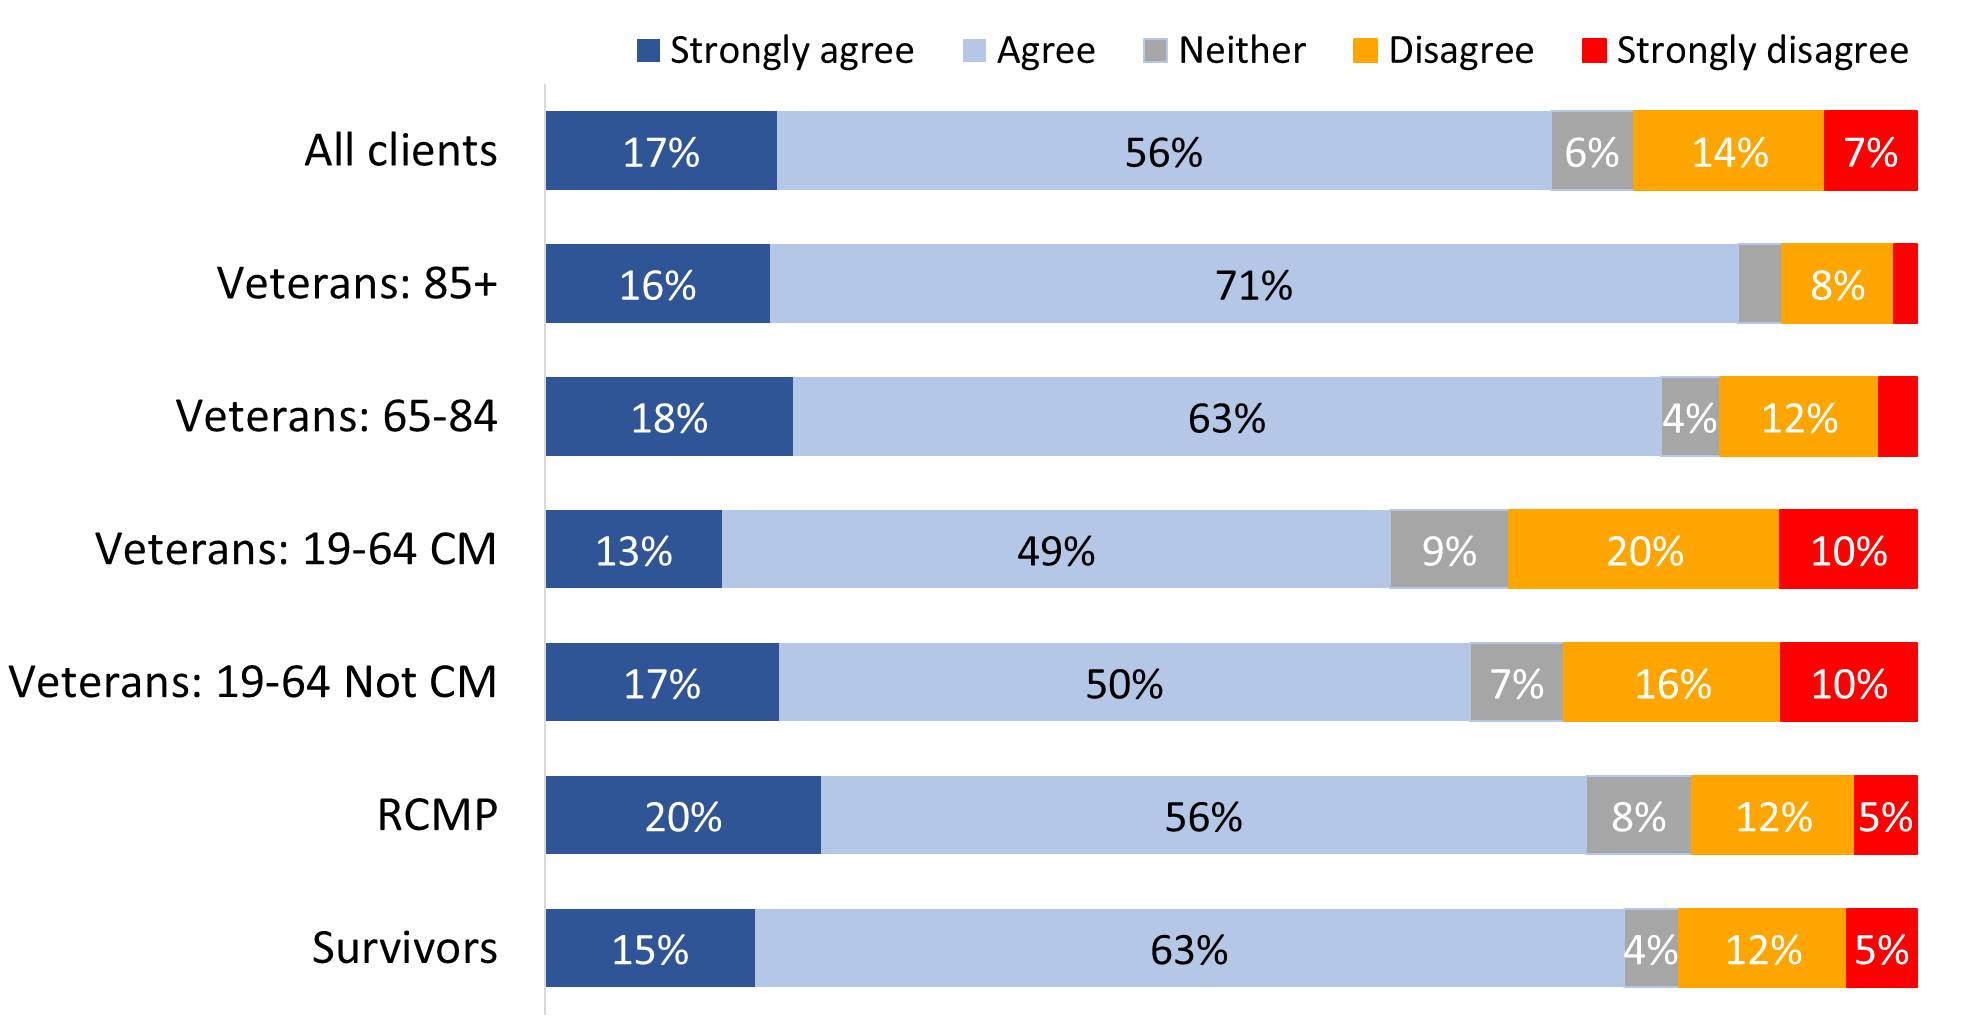 Strongly agree Agree Neither Disagree Strongly disagree
All clients 17% 56% 6% 14% 7%
Veterans: 85+ 16% 71% 8%
Veterans: 65-84 18% 63% 4% 12%
Veterans: 19-64 CM 13% 49% 9% 20% 10%
Veterans: 19-64 Not CM 17% 50% 7% 16% 10%
RCMP 20% 56% 8% 12% 5%
Survivors 15% 63% 4% 12% 5%